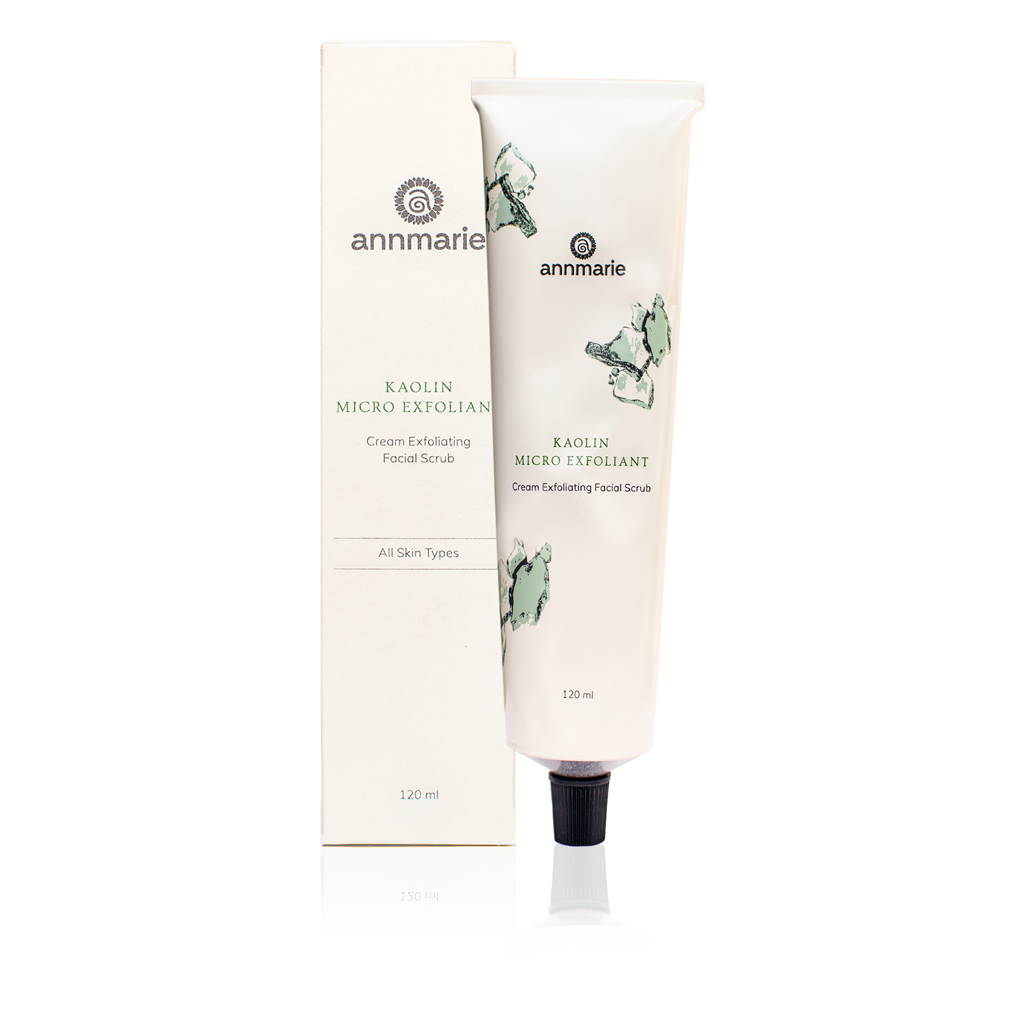 annmarie
KAOLIN
MICRO EXFOLIAN
Cream Exfoliating
Facial Scrub
All Skin Types
120 ml
annmarie
KAOLIN
MICRO EXFOLIANT
Cream Exfoliating Facial Scrub
120 ml